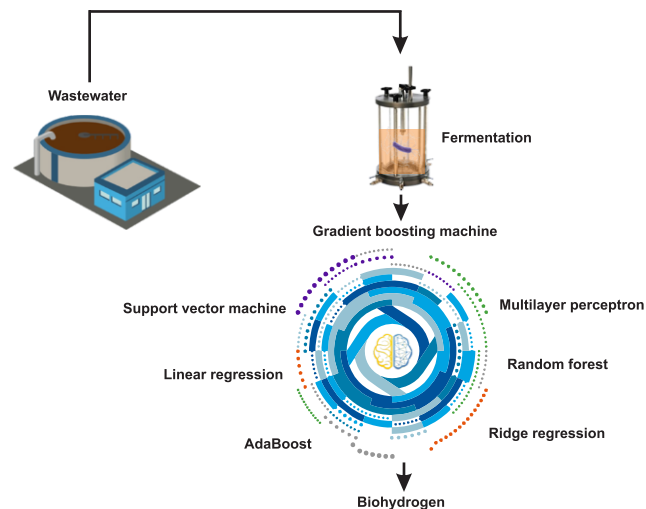 Wastewater
Fermentation
Gradient boosting machine
Support vector machine
Multilayer perceptron
Linear regression
Random forest
AdaBoost
Ridge regression
Biohydrogen